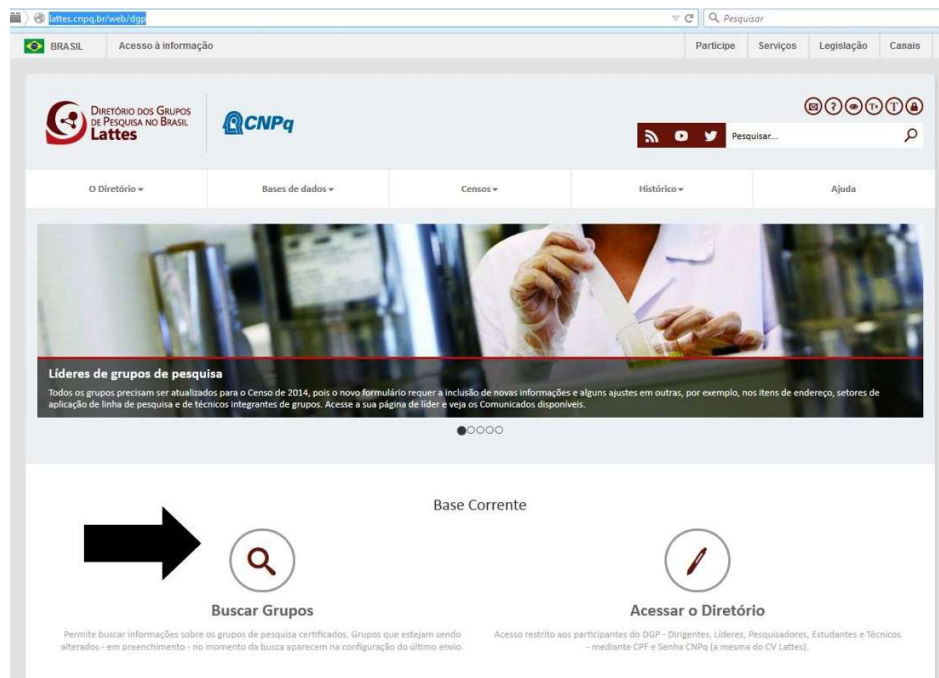 lattes.cnpq.br/web/dgp
Pesquisar
BRASIL
Acesso à informação
Participe
Serviços
Legislação
Canais
DIRETÓRIO DOS GRUPOS
DE PESQUISA NO BRASIL
Lattes
CNPq
Pesquisar...
O Diretório
Bases de dados
Censos
Histórico
Ajuda
Líderes de grupos de pesquisa
Todos os grupos precisam ser atualizados para o Censo de 2014, pois o novo formulário requer a inclusão de novas informações e alguns ajustes em outras, por exemplo, nos itens de endereço, setores de
aplicação de linha de pesquisa e de técnicos integrantes de grupos. Acesse a sua página de líder e veja os Comunicados disponíveis.
Base Corrente
Buscar Grupos
Permite buscar informações sobre os grupos de pesquisa certificados. Grupos que estejam sendo
alterados - em preenchimento - no momento da busca aparecem na configuração do último envio.
Acessar o Diretório
Acesso restrito aos participantes do DGP - Dirigentes, Líderes, Pesquisadores, Estudantes e Técnicos
- mediante CPF e Senha CNPq (a mesma do CV Lattes).